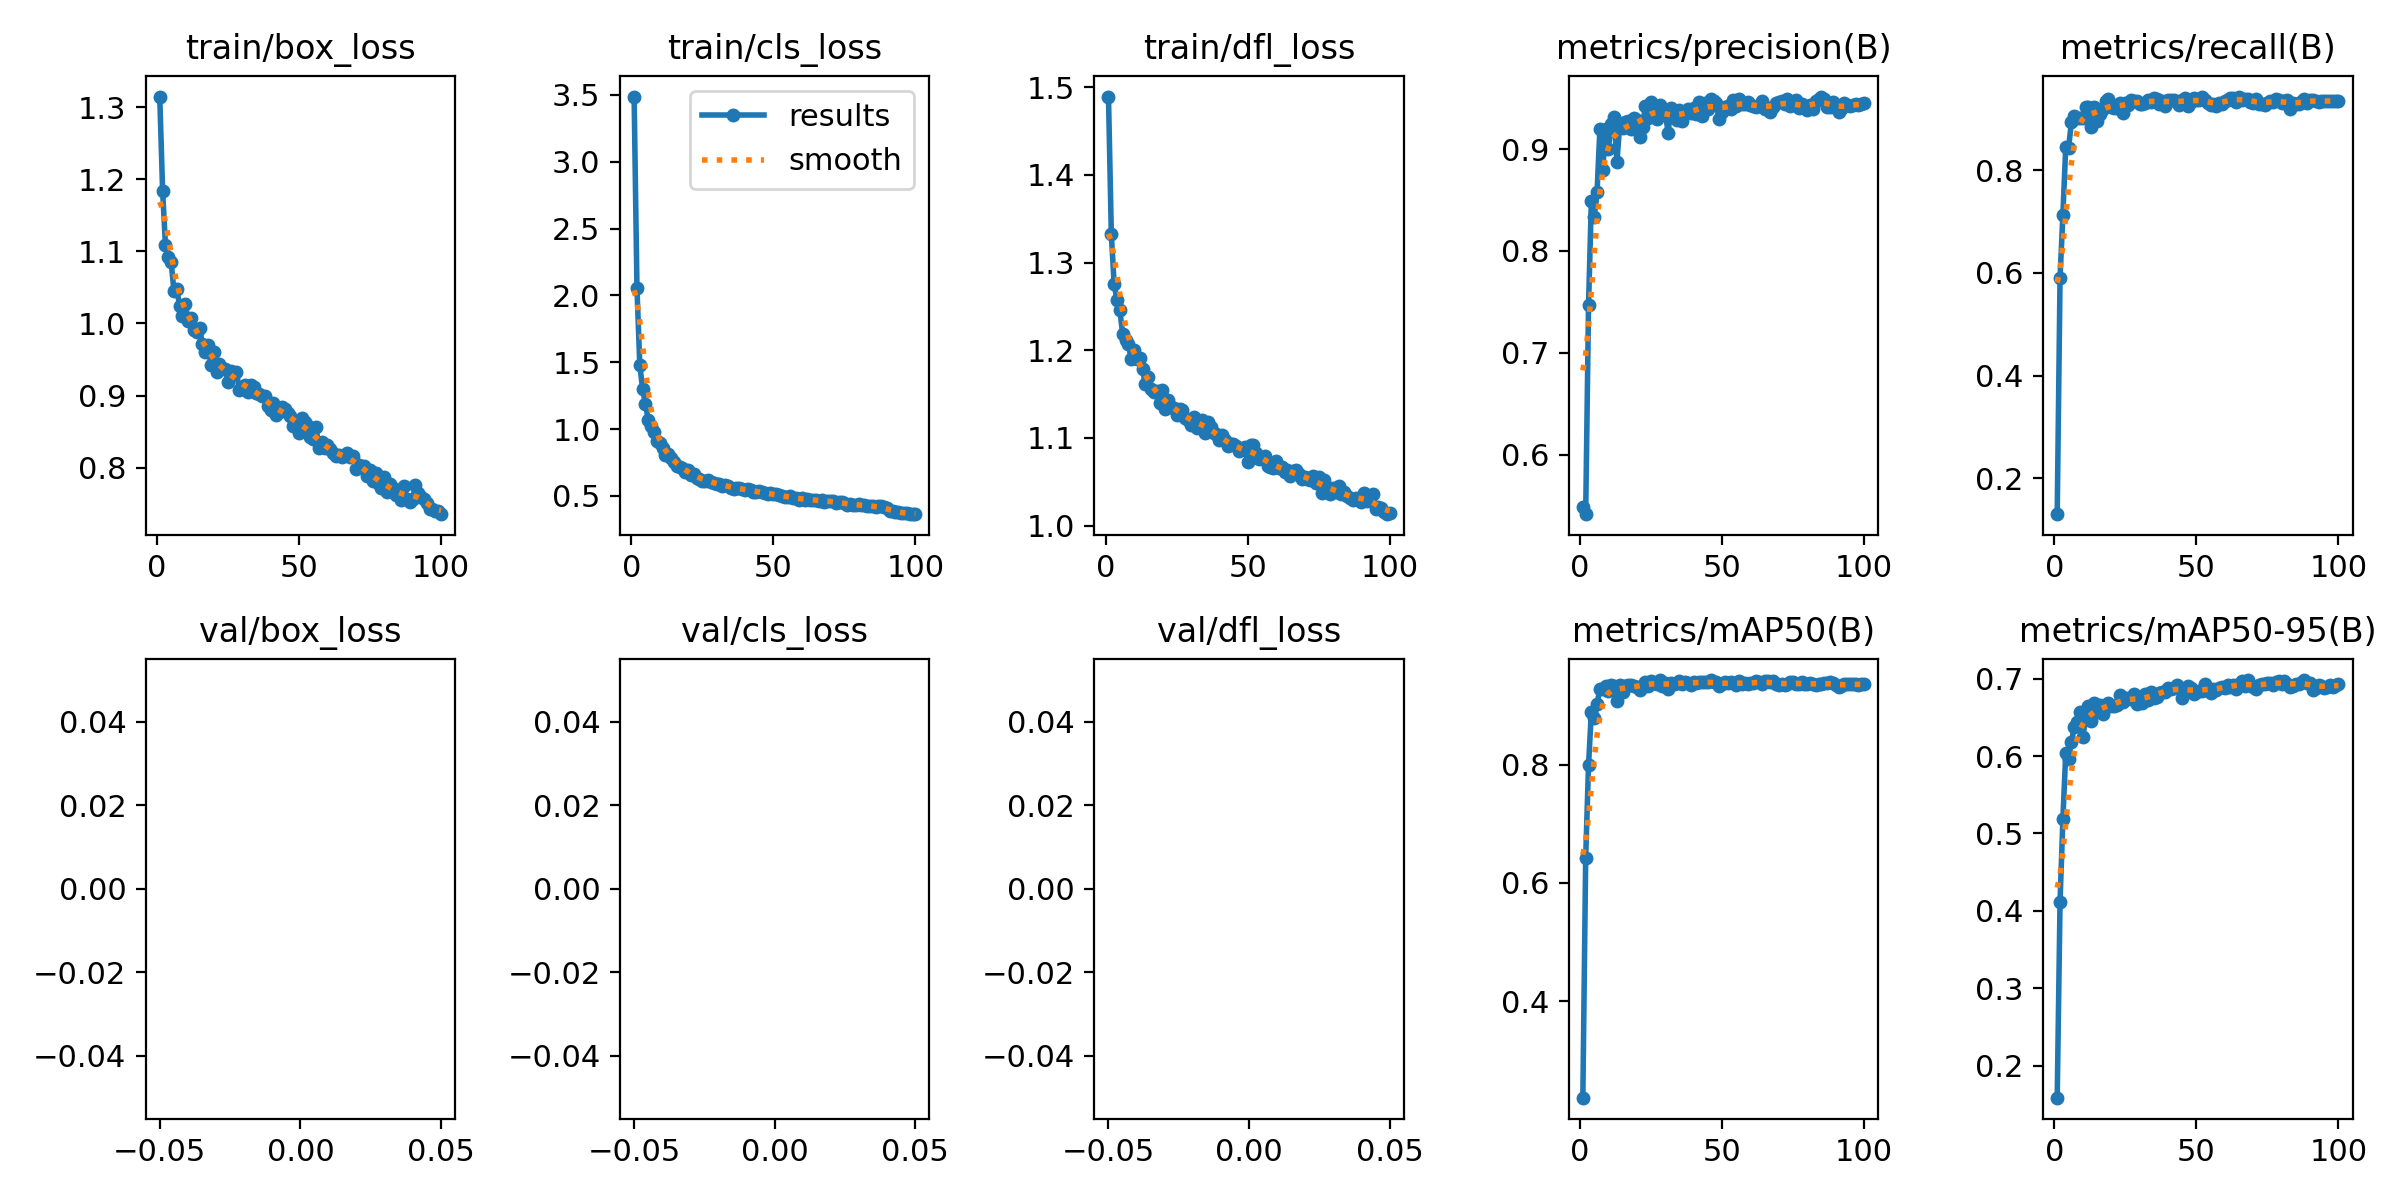 train/box_loss
train/cls_loss
train/dfl_loss
metrics/precision(B)
metrics/recall(B)
1.3
1.2
1.1
1.0
0.9
0.8
0 50 100
3.5
3.0
2.5
2.0
1.5
1.0
0.5
results
smooth
0 50 100
1.5
1.4
1.3
1.2
1.1
1.0
0 50 100
0.9
0.8
0.7
0.6
0 50 100
0.8
0.6
0.4
0.2
0 50 100
val/box_loss
val/cls_loss
val/dfl_loss
metrics/mAP50(B)
metrics/mAP50-95(B)
0.04
0.02
0.00
−0.02
−0.04
−0.05 0.00 0.05
0.04
0.02
0.00
−0.02
−0.04
−0.05 0.00 0.05
0.04
0.02
0.00
−0.02
−0.04
−0.05 0.00 0.05
0.8
0.6
0.4
0 50 100
0.7
0.6
0.5
0.4
0.3
0.2
0 50 100